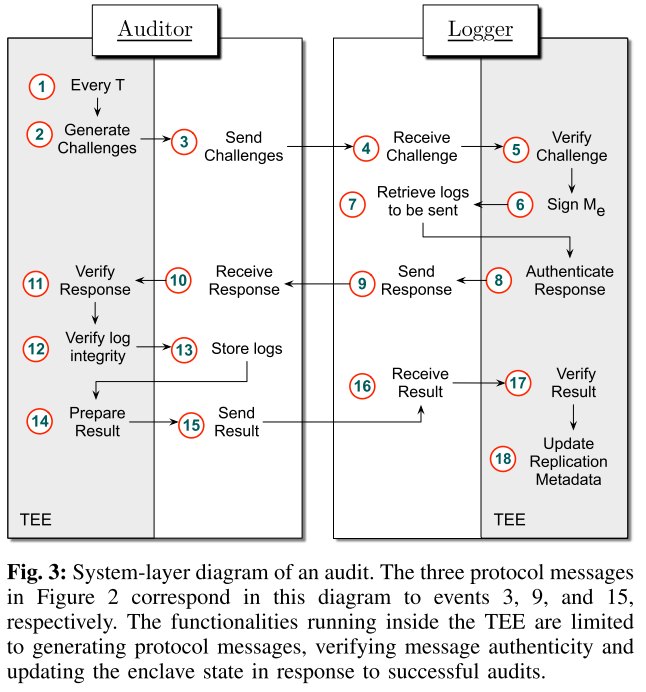 Auditor
Logger
1 Every T
2 Generate
Challenges
3 Send
Challenges
4 Receive
Challenge
5 Verify
Challenge
6 Sign Me
7 Retrieve logs
to be sent
8 Authenticate
Response
9 Send
Response
10 Receive
Response
11 Verify
Response
12 Verify log
integrity
13 Store logs
14 Prepare
Result
15 Send
Result
16 Receive
Result
17 Verify
Result
18 Update
Replication
Metadata
TEE
TEE
Fig. 3: System-layer diagram of an audit. The three protocol messages
in Figure 2 correspond in this diagram to events 3, 9, and 15,
respectively. The functionalities running inside the TEE are limited
to generating protocol messages, verifying message authenticity and
updating the enclave state in response to successful audits.